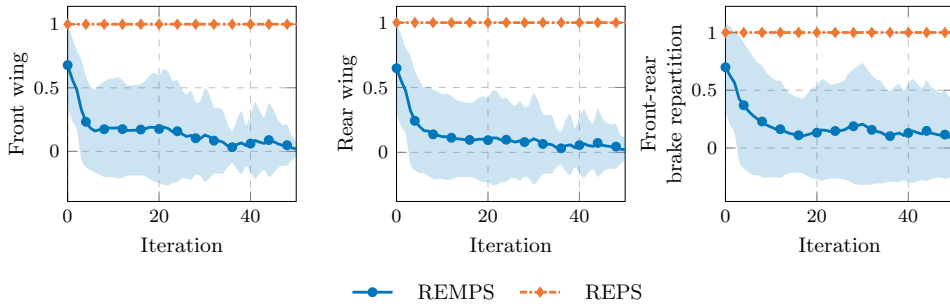 1
0.5
0
Front wing
0 20 40
Iteration
1
0.5
0
Rear wing
0 20 40
Iteration
1
0.5
0
Front-rear
brake repartition
0 20 40
Iteration
REMPS REPS